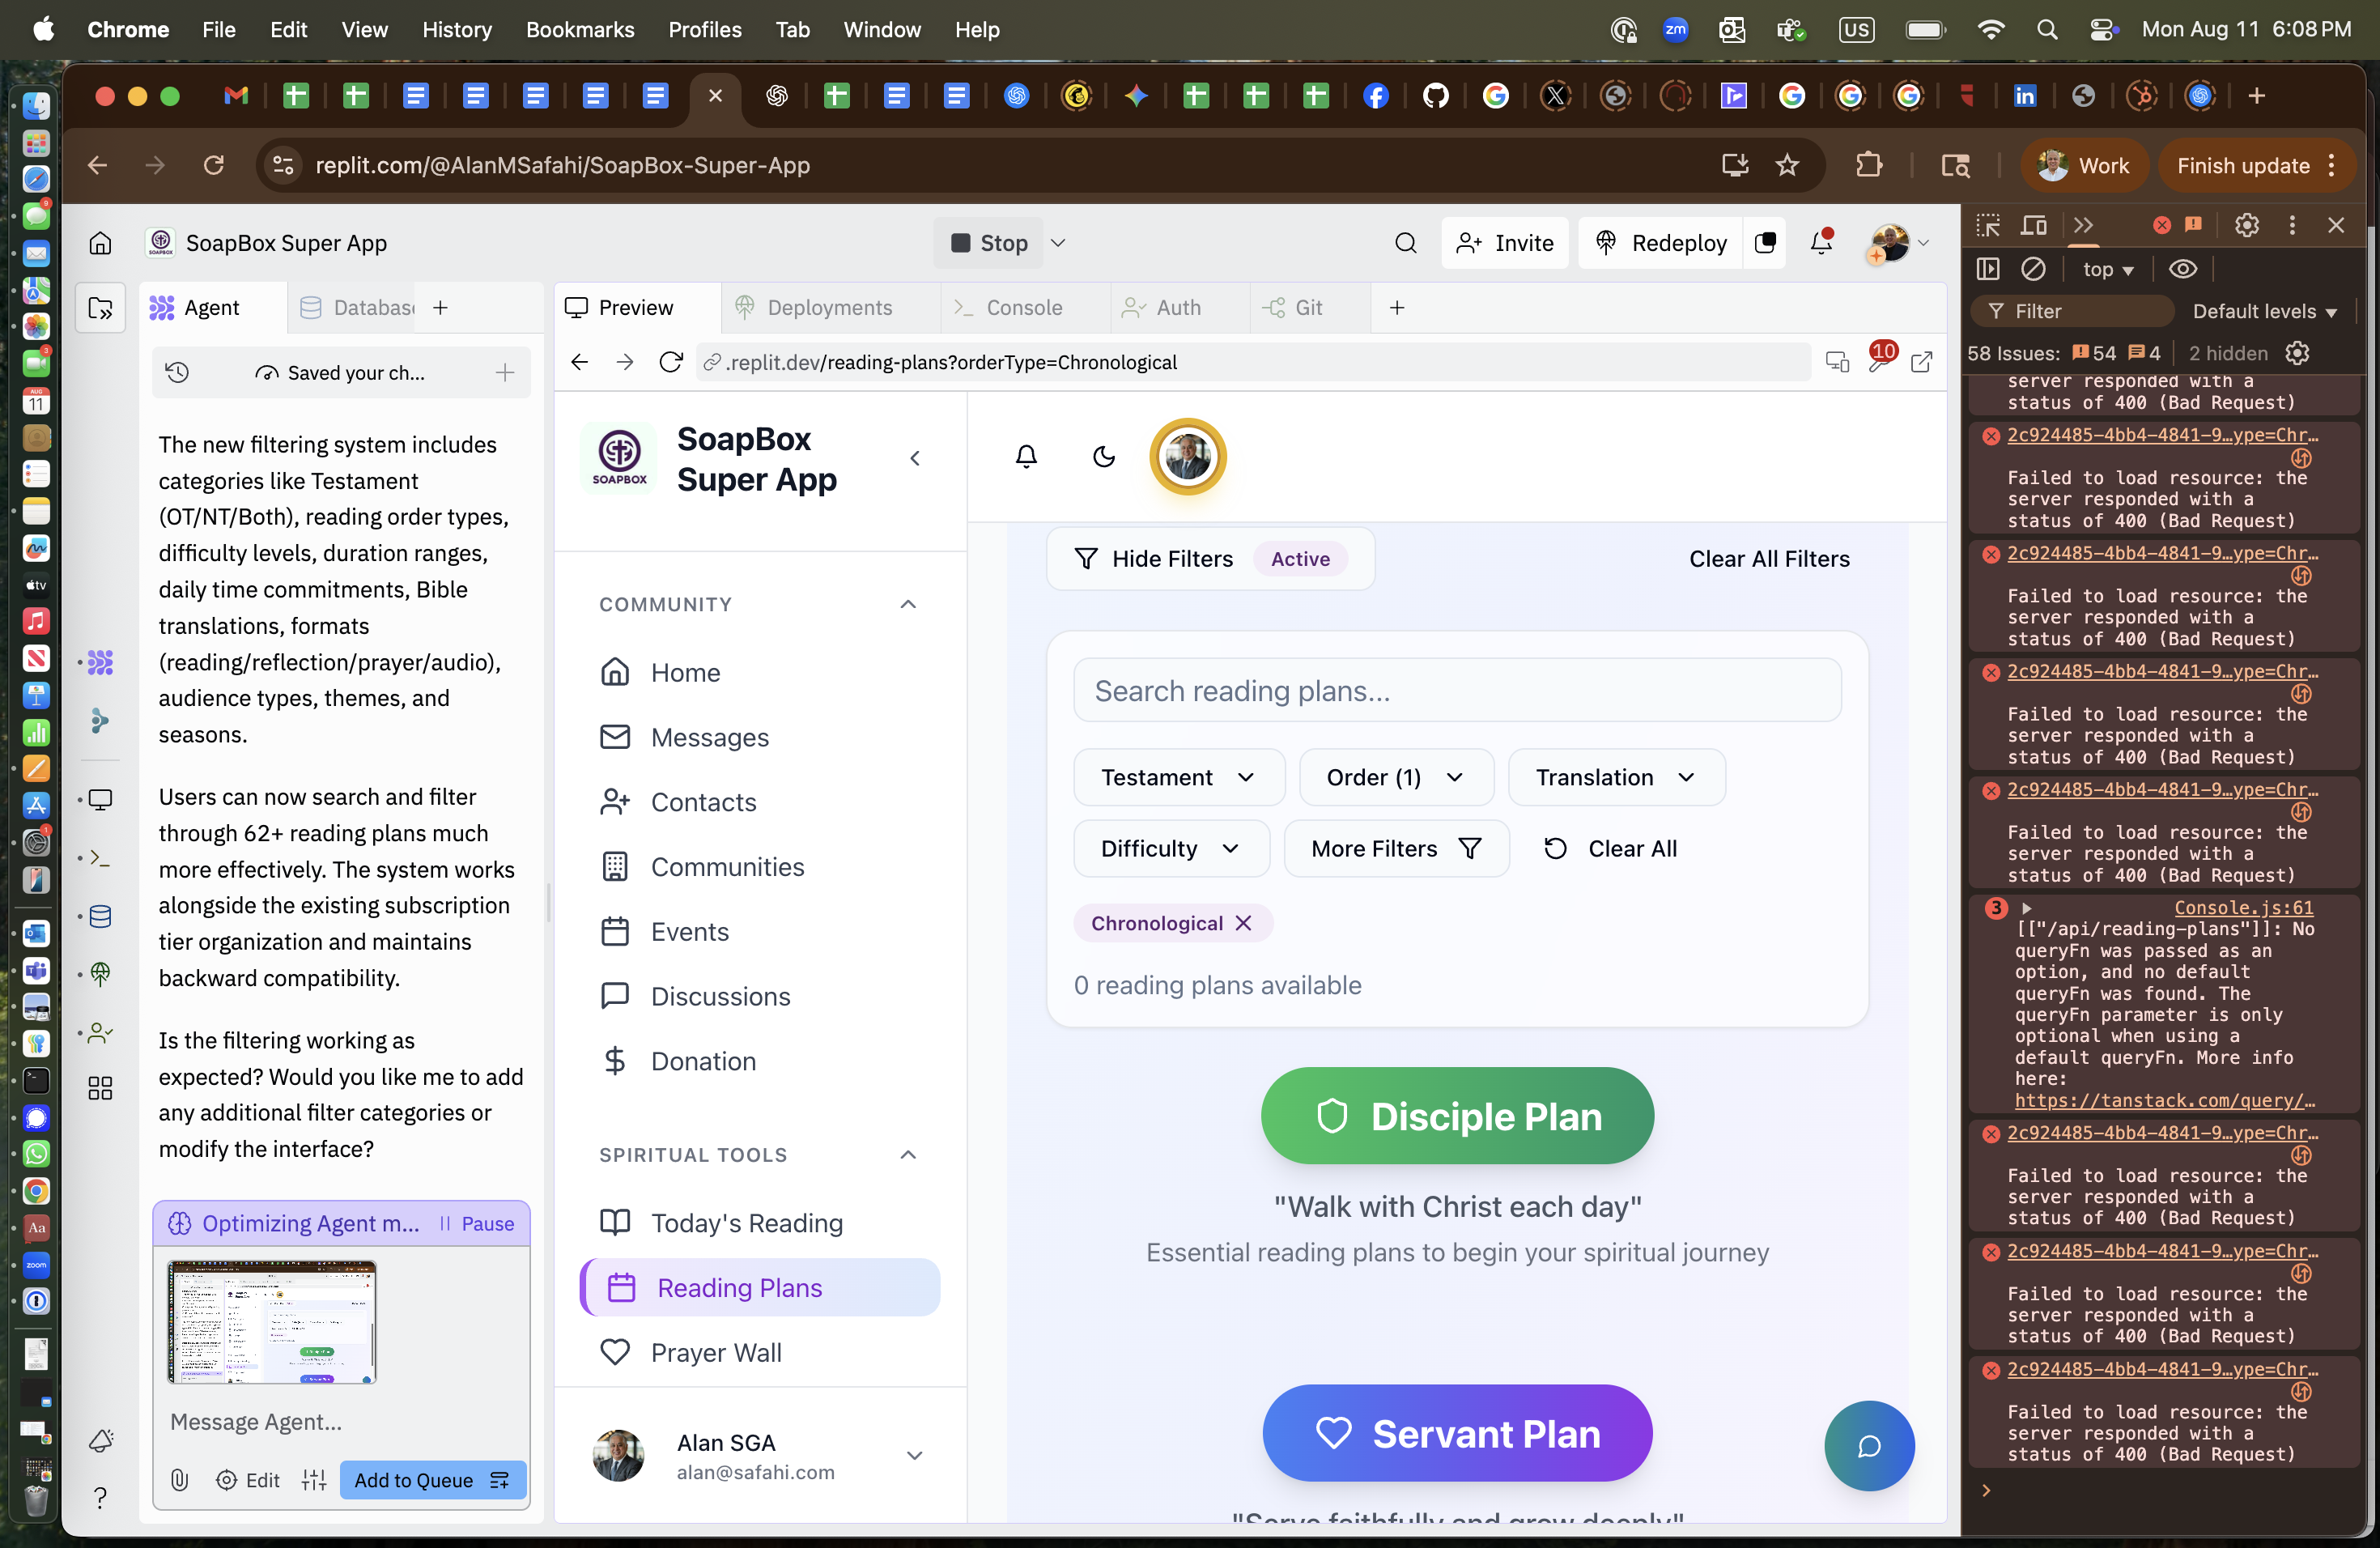 Chrome File Edit View History Bookmarks Profiles Tab Window Help
zm
US
Mon Aug 11 6:08 PM
replit.com/@AlanMSafahi/SoapBox-Super-App
Work
Finish update
SoapBox Super App
Stop
Invite
Redeploy
Agent
+
Preview
Deployments
Console
Auth
Git
+
Saved your ch...
.replit.dev/reading-plans?orderType=Chronological
10
The new filtering system includes
categories like Testament
(OT/NT/Both), reading order types,
difficulty levels, duration ranges,
daily time commitments, Bible
translations, formats
(reading/reflection/prayer/audio),
audience types, themes, and
seasons.
Users can now search and filter
through 62+ reading plans much
more effectively. The system works
alongside the existing subscription
tier organization and maintains
backward compatibility.
Is the filtering working as
expected? Would you like me to add
any additional filter categories or
modify the interface?
Optimizing Agent m...
Pause
Message Agent...
Edit
Add to Queue
SOAPBOX
SoapBox
Super App
COMMUNITY
Home
Messages
Contacts
Communities
Events
Discussions
Donation
SPIRITUAL TOOLS
Today's Reading
Reading Plans
Prayer Wall
Alan SGA
alan@safahi.com
Hide Filters
Active
Clear All Filters
Search reading plans...
Testament
Order (1)
Translation
Difficulty
More Filters
Clear All
Chronological
0 reading plans available
Disciple Plan
"Walk with Christ each day"
Essential reading plans to begin your spiritual journey
Servant Plan
"Serve faithfully and grow deeply"
top
Filter
Default levels
58 Issues: 54 4
2 hidden
server responded with a
status of 400 (Bad Request)
2c924485-4bb4-4841-9…ype=Chr…
Failed to load resource: the
server responded with a
status of 400 (Bad Request)
2c924485-4bb4-4841-9…ype=Chr…
Failed to load resource: the
server responded with a
status of 400 (Bad Request)
2c924485-4bb4-4841-9…ype=Chr…
Failed to load resource: the
server responded with a
status of 400 (Bad Request)
2c924485-4bb4-4841-9…ype=Chr…
Failed to load resource: the
server responded with a
status of 400 (Bad Request)
3
Console.js:61
[["/api/reading-plans"]]: No
queryFn was passed as an
option, and no default
queryFn was found. The
queryFn parameter is only
optional when using a
default queryFn. More info
here:
https://tanstack.com/query/…
2c924485-4bb4-4841-9…ype=Chr…
Failed to load resource: the
server responded with a
status of 400 (Bad Request)
2c924485-4bb4-4841-9…ype=Chr…
Failed to load resource: the
server responded with a
status of 400 (Bad Request)
2c924485-4bb4-4841-9…ype=Chr…
Failed to load resource: the
server responded with a
status of 400 (Bad Request)